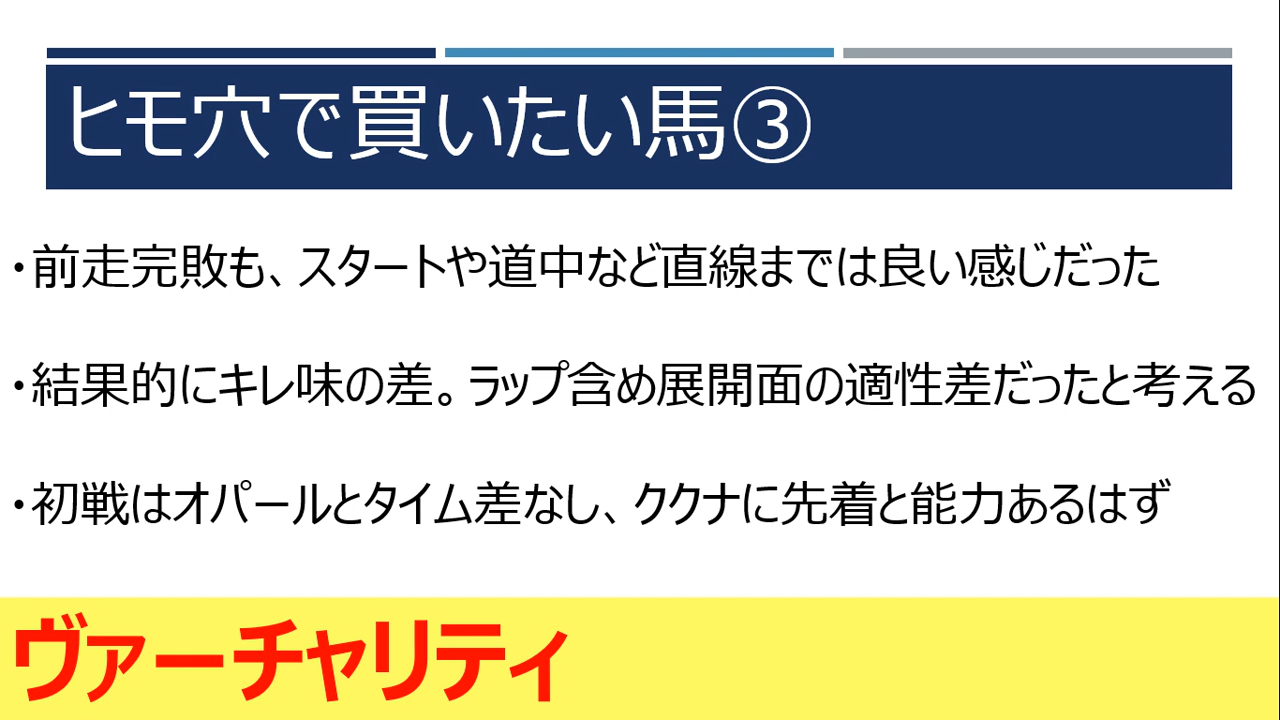 ヒモ穴で買いたい馬③
・前走完敗も、スタートや道中など直線までは良い感じだった
・結果的にキレ味の差。ラップ含め展開面の適性差だったと考える
・初戦はオパールとタイム差なし、ククナに先着と能力あるはず
ヴァーチャリティ